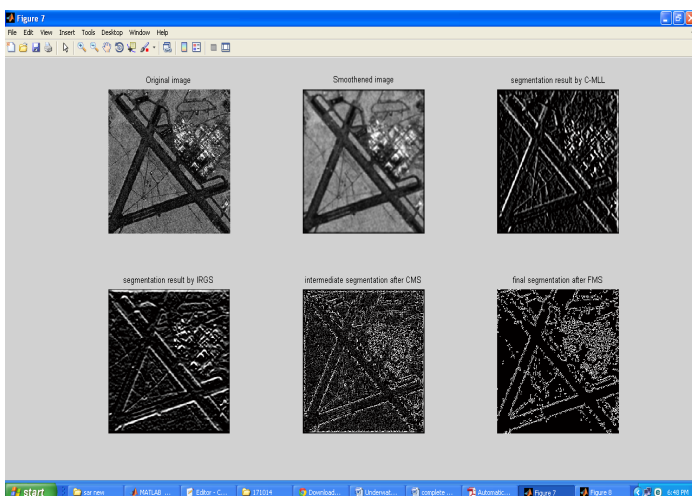 Figure 7
File Edit View Insert Tools Desktop Window Help
Original image
Smoothened image
segmentation result by C-MLL
segmentation result by IRGS
intermediate segmentation after CMS
final segmentation after FMS
start
sar new
MATLAB ...
Editor - C...
171014
Download...
Underwat...
complete ...
Automatic...
Figure 7
Figure 8
6:48 PM